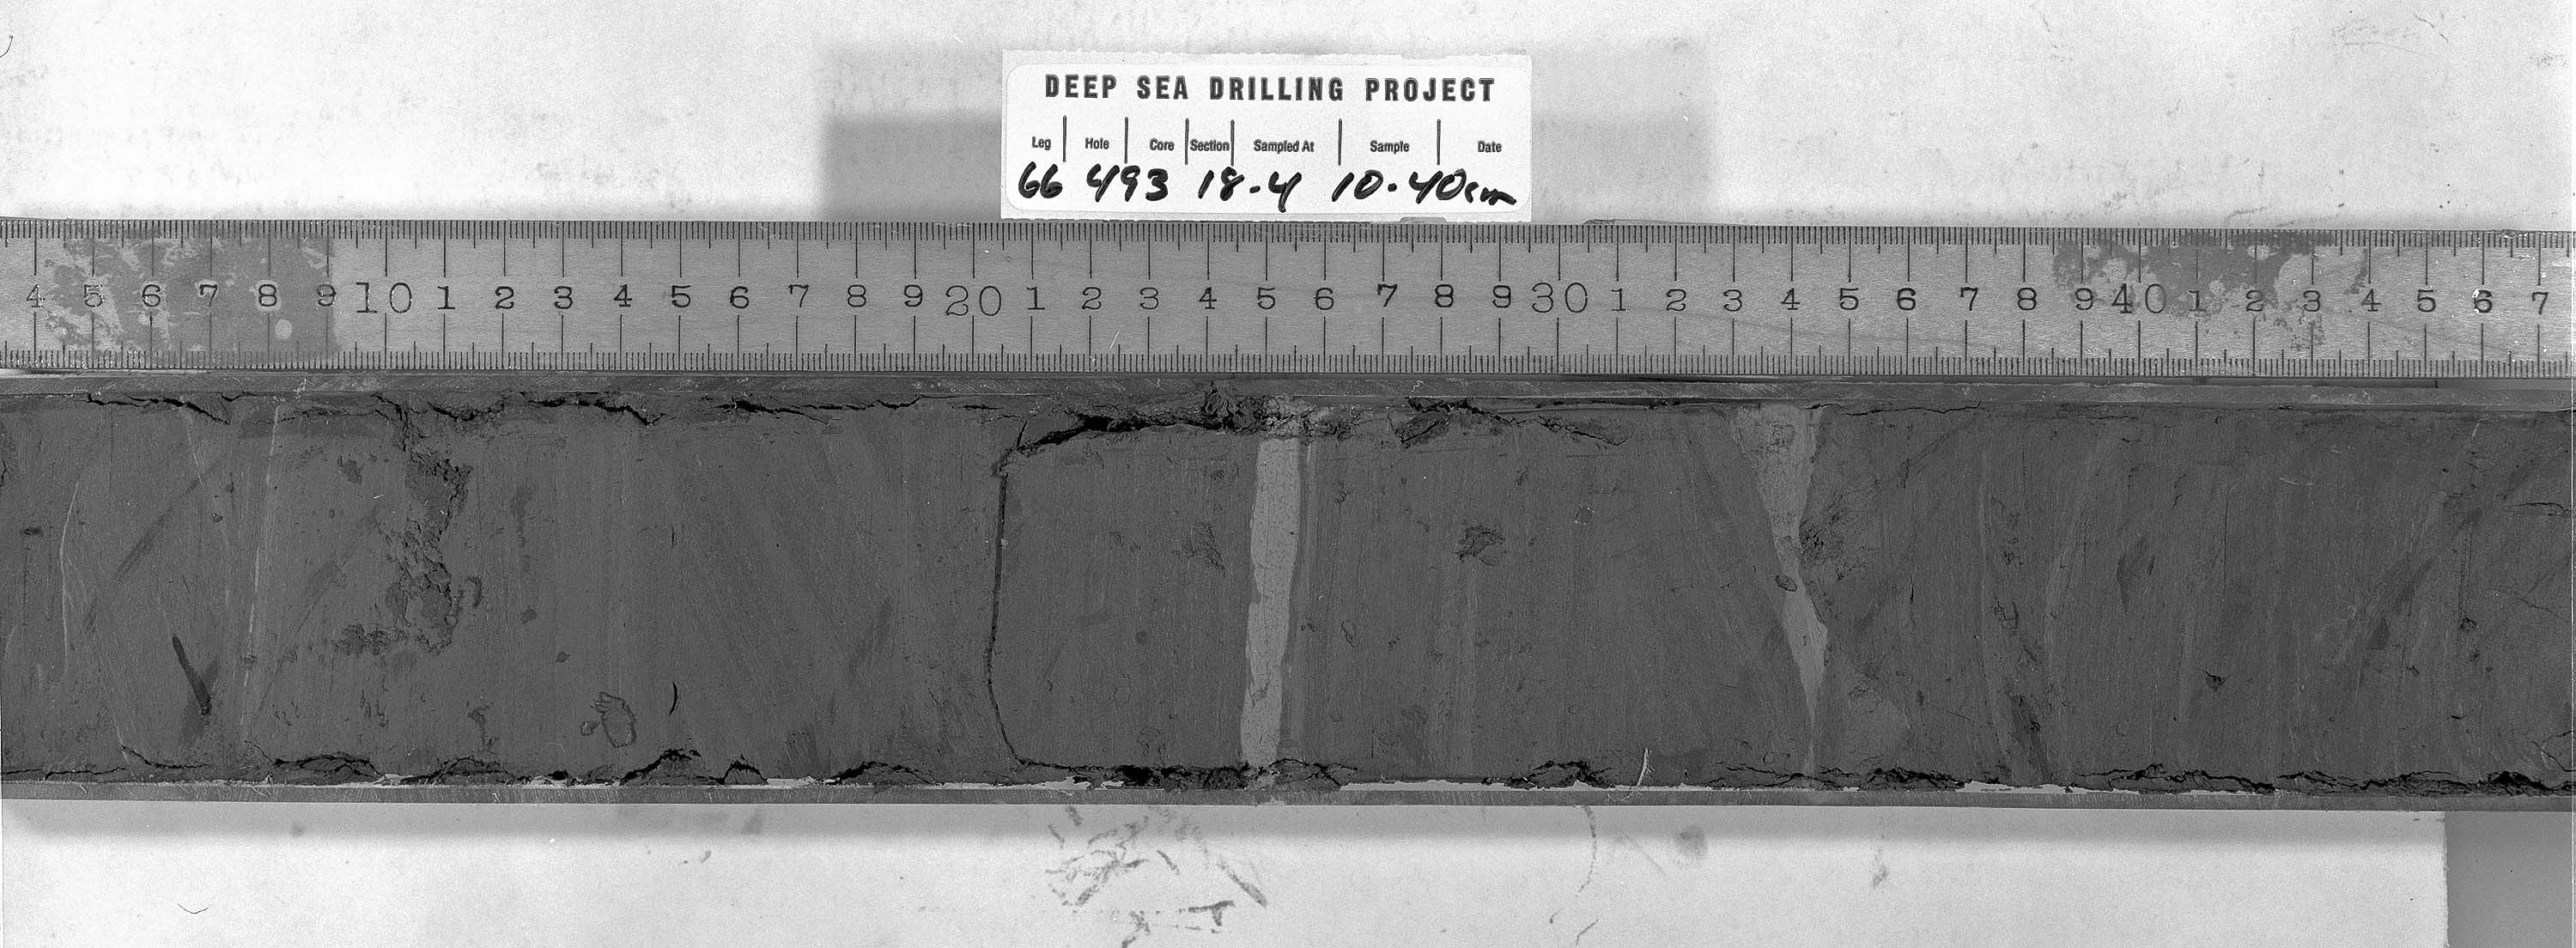 DEEP SEA DRILLING PROJECT
Leg Hole Core Section Sampled At Sample Date
66 493 18-4 10-40cm
4 5 6 7 8 9 10 1 2 3 4 5 6 7 8 9 20 1 2 3 4 5 6 7 8 9 30 1 2 3 4 5 6 7 8 9 40 1 2 3 4 5 6 7